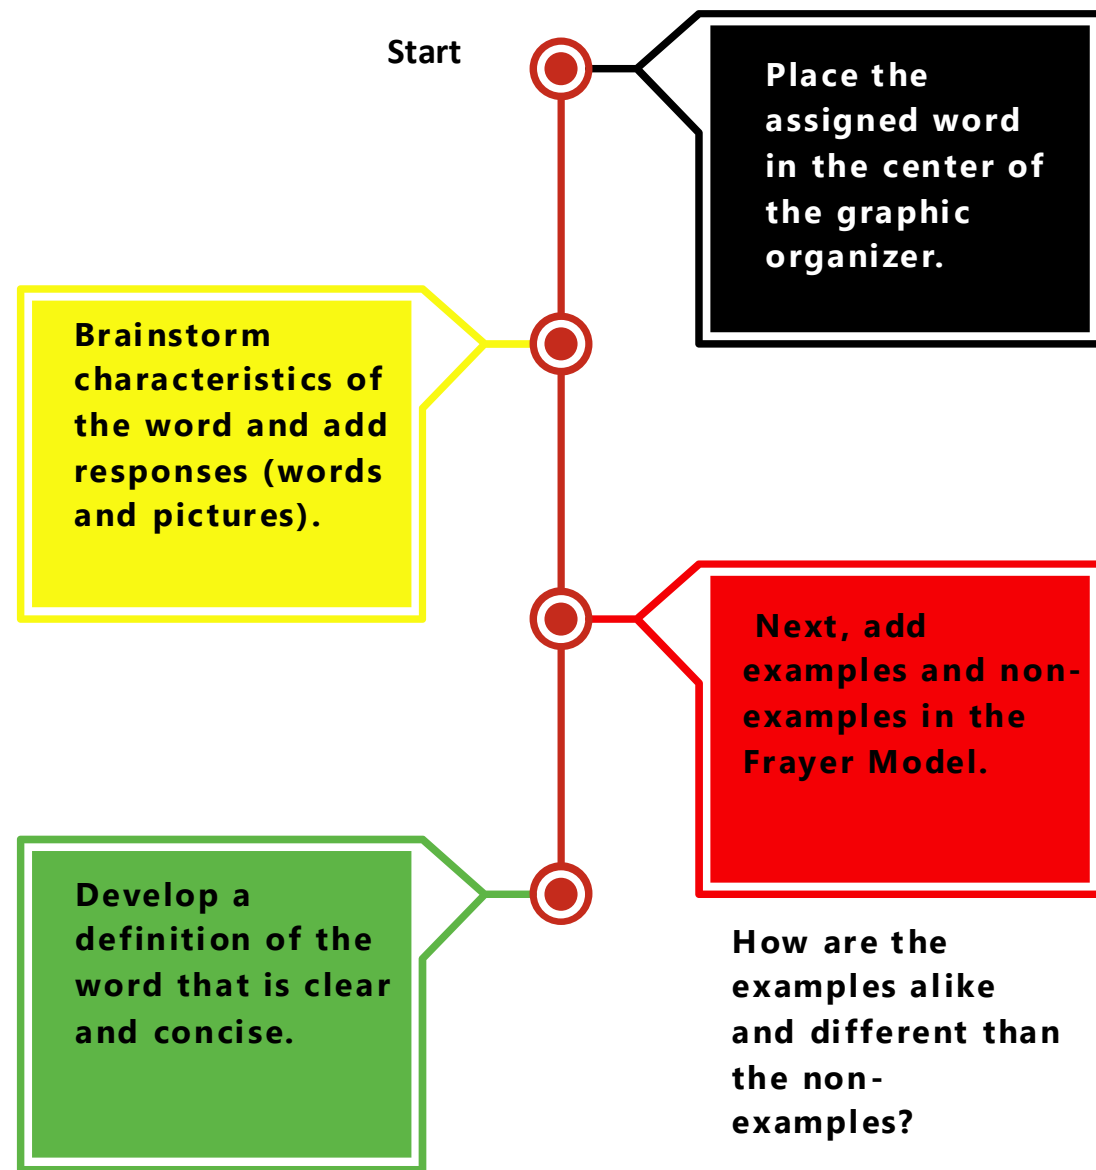 Start
Place the
assigned word
in the center of
the graphic
organizer.
Brainstorm
characteristics of
the word and add
responses (words
and pictures).
Next, add
examples and non-
examples in the
Frayer Model.
Develop a
definition of the
word that is clear
and concise.
How are the
examples alike
and different than
the non-
examples?